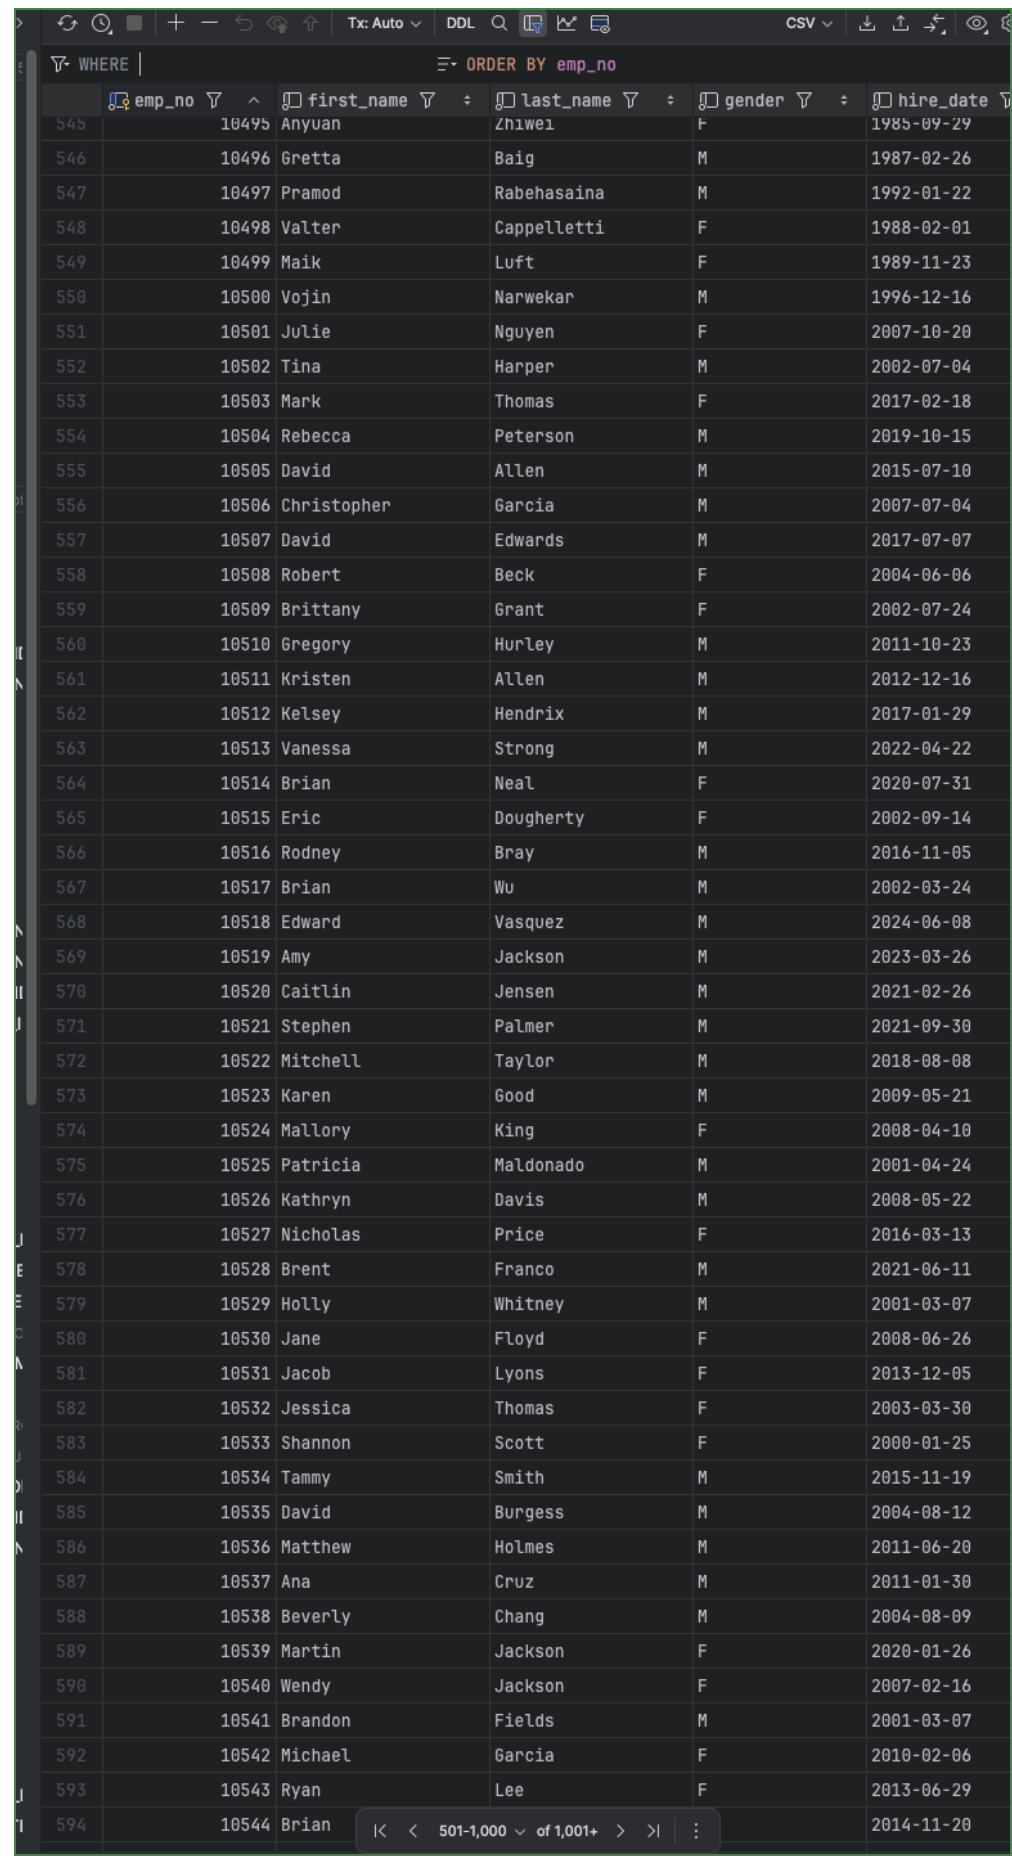 Tx: Auto DDL CSV
WHERE ORDER BY emp_no
emp_no first_name last_name gender hire_date
545 10495 Anyuan Zhiwei F 1985-09-29
546 10496 Gretta Baig M 1987-02-26
547 10497 Pramod Rabehasaina M 1992-01-22
548 10498 Valter Cappelletti F 1988-02-01
549 10499 Maik Luft F 1989-11-23
550 10500 Vojin Narwekar M 1996-12-16
551 10501 Julie Nguyen F 2007-10-20
552 10502 Tina Harper M 2002-07-04
553 10503 Mark Thomas F 2017-02-18
554 10504 Rebecca Peterson M 2019-10-15
555 10505 David Allen M 2015-07-10
556 10506 Christopher Garcia M 2007-07-04
557 10507 David Edwards M 2017-07-07
558 10508 Robert Beck F 2004-06-06
559 10509 Brittany Grant F 2002-07-24
560 10510 Gregory Hurley M 2011-10-23
561 10511 Kristen Allen M 2012-12-16
562 10512 Kelsey Hendrix M 2017-01-29
563 10513 Vanessa Strong M 2022-04-22
564 10514 Brian Neal F 2020-07-31
565 10515 Eric Dougherty F 2002-09-14
566 10516 Rodney Bray M 2016-11-05
567 10517 Brian Wu M 2002-03-24
568 10518 Edward Vasquez M 2024-06-08
569 10519 Amy Jackson M 2023-03-26
570 10520 Caitlin Jensen M 2021-02-26
571 10521 Stephen Palmer M 2021-09-30
572 10522 Mitchell Taylor M 2018-08-08
573 10523 Karen Good M 2009-05-21
574 10524 Mallory King F 2008-04-10
575 10525 Patricia Maldonado M 2001-04-24
576 10526 Kathryn Davis M 2008-05-22
577 10527 Nicholas Price F 2016-03-13
578 10528 Brent Franco M 2021-06-11
579 10529 Holly Whitney M 2001-03-07
580 10530 Jane Floyd F 2008-06-26
581 10531 Jacob Lyons F 2013-12-05
582 10532 Jessica Thomas F 2003-03-30
583 10533 Shannon Scott F 2000-01-25
584 10534 Tammy Smith M 2015-11-19
585 10535 David Burgess M 2004-08-12
586 10536 Matthew Holmes M 2011-06-20
587 10537 Ana Cruz M 2011-01-30
588 10538 Beverly Chang M 2004-08-09
589 10539 Martin Jackson F 2020-01-26
590 10540 Wendy Jackson F 2007-02-16
591 10541 Brandon Fields M 2001-03-07
592 10542 Michael Garcia F 2010-02-06
593 10543 Ryan Lee F 2013-06-29
594 10544 Brian 2014-11-20
501-1,000 of 1,001+